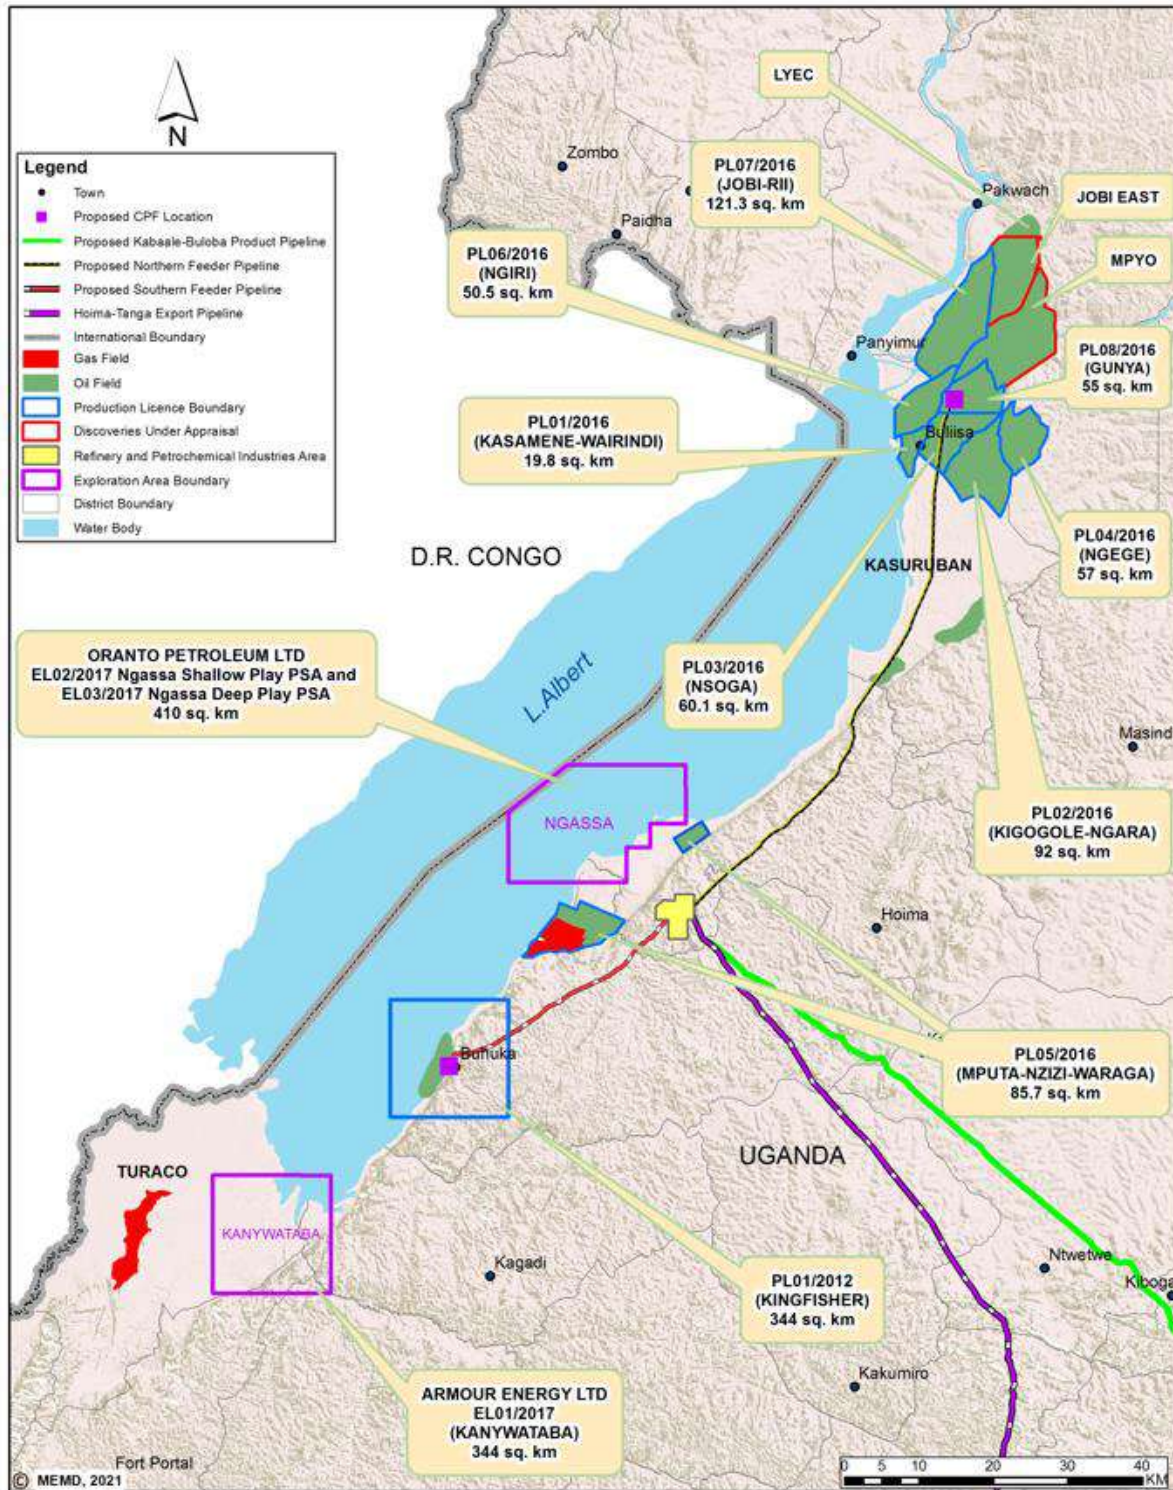 LYEC
Zombo
PL07/2016
(JOBI-RII)
121.3 sq. km
Pakwach
JOBI EAST
N
Legend
Town
Proposed CPF Location
Proposed Kabaale-Buloba Product Pipeline
Proposed Northern Feeder Pipeline
Proposed Southern Feeder Pipeline
Hoima-Tanga Export Pipeline
International Boundary
Gas Field
Oil Field
Production Licence Boundary
Discoveries Under Appraisal
Refinery and Petrochemical Industries Area
Exploration Area Boundary
District Boundary
Water Body
Paidha
PL06/2016
(NGIRI)
50.5 sq. km
MPYO
Panyimur
PL08/2016
(GUNYA)
55 sq. km
PL01/2016
(KASAMENE-WAIRINDI)
19.8 sq. km
Buliisa
PL04/2016
(NGEGE)
57 sq. km
D.R. CONGO
KASURUBAN
ORANTO PETROLEUM LTD
EL02/2017 Ngassa Shallow Play PSA and
EL03/2017 Ngassa Deep Play PSA
410 sq. km
L.Albert
PL03/2016
(NSOGA)
60.1 sq. km
Masind
PL02/2016
(KIGOGOLE-NGARA)
92 sq. km
NGASSA
Hoima
Buhuka
PL05/2016
(MPUTA-NZIZI-WARAGA)
85.7 sq. km
UGANDA
TURACO
KANYWATABA
Kagadi
PL01/2012
(KINGFISHER)
344 sq. km
Ntwetwe
Kiboga
Kakumiro
ARMOUR ENERGY LTD
EL01/2017
(KANYWATABA)
344 sq. km
Fort Portal
© MEMD, 2021
0 5 10 20 30 40
KM